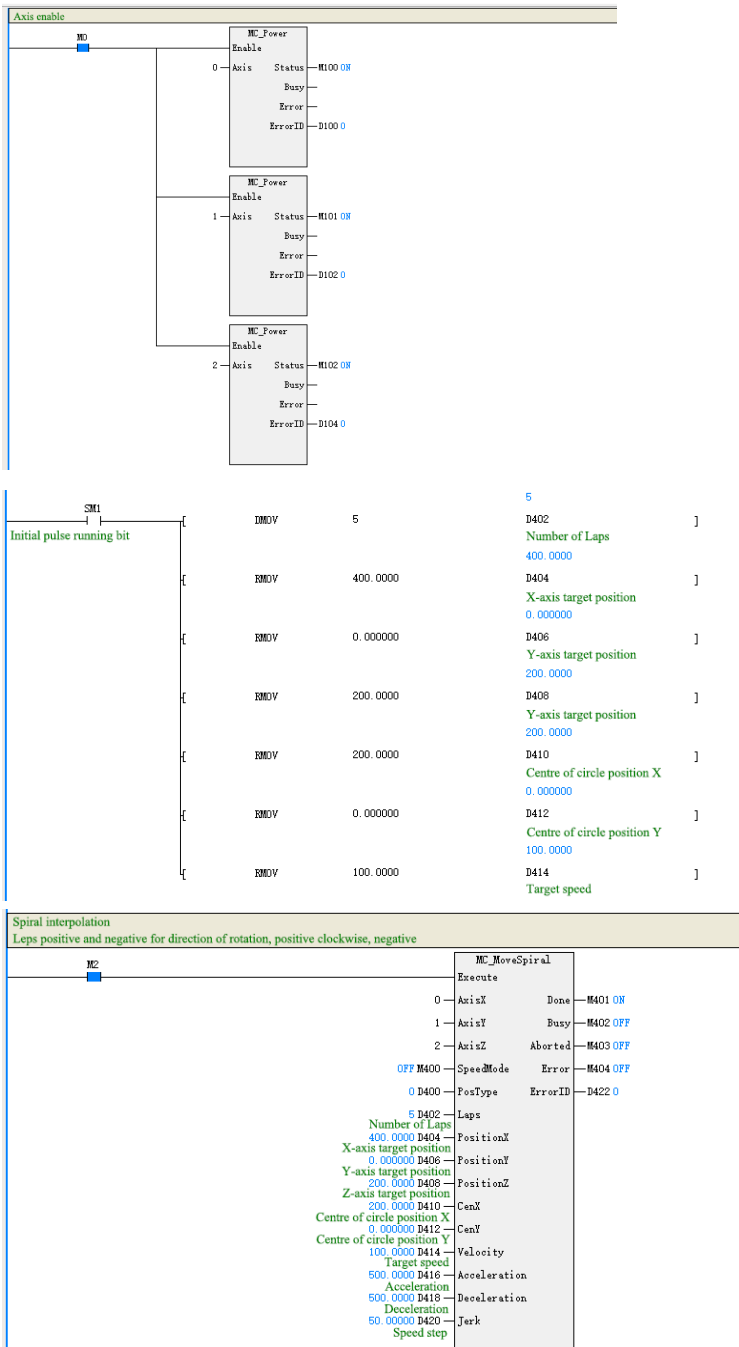 Axis enable
M0
MC_Power
Enable
0 Axis Status M100 ON
Busy
Error
ErrorID D100 0
MC_Power
Enable
1 Axis Status M101 ON
Busy
Error
ErrorID D102 0
MC_Power
Enable
2 Axis Status M102 ON
Busy
Error
ErrorID D104 0
5
SM1
[ DMOV 5 D402 ]
Initial pulse running bit
Number of Laps
400.0000
[ RMOV 400.0000 D404 ]
X-axis target position
0.000000
[ RMOV 0.000000 D406 ]
Y-axis target position
200.0000
[ RMOV 200.0000 D408 ]
Y-axis target position
200.0000
[ RMOV 200.0000 D410 ]
Centre of circle position X
0.000000
[ RMOV 0.000000 D412 ]
Centre of circle position Y
100.0000
[ RMOV 100.0000 D414 ]
Target speed
Spiral interpolation
Leps positive and negative for direction of rotation, positive clockwise, negative
M2
MC_MoveSpiral
Execute
0 AxisX Done M401 ON
1 AxisY Busy M402 OFF
2 AxisZ Aborted M403 OFF
OFF M400 SpeedMode Error M404 OFF
0 D400 PosType ErrorID D422 0
5 D402 Laps
Number of Laps
400.0000 D404 PositionX
X-axis target position
0.000000 D406 PositionY
Y-axis target position
200.0000 D408 PositionZ
Z-axis target position
200.0000 D410 CenX
Centre of circle position X
0.000000 D412 CenY
Centre of circle position Y
100.0000 D414 Velocity
Target speed
500.0000 D416 Acceleration
Acceleration
500.0000 D418 Deceleration
Deceleration
50.00000 D420 Jerk
Speed step